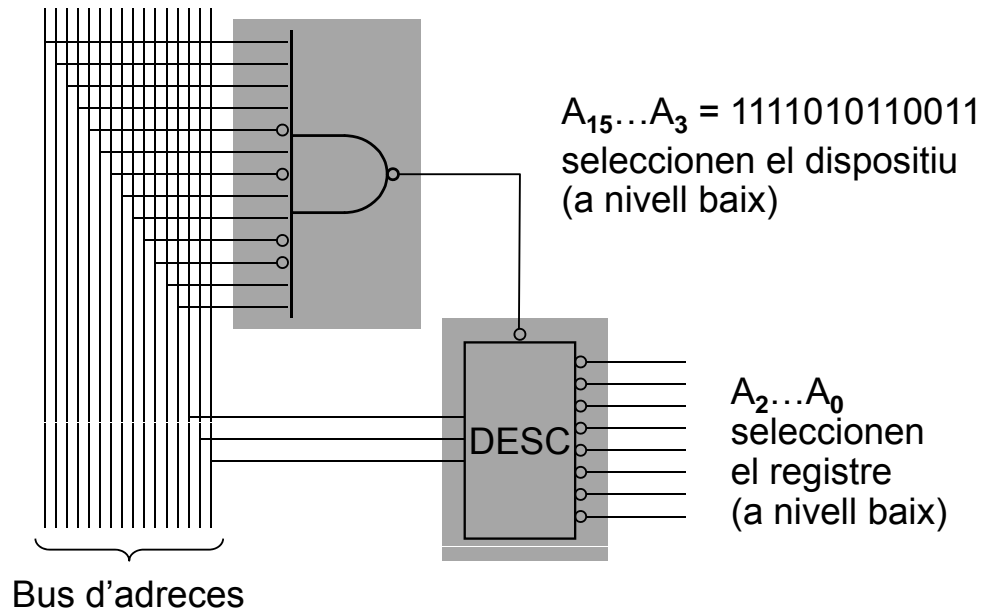 A15…A3 = 1111010110011
seleccionen el dispositiu
(a nivell baix)
DESC
A2…A0
seleccionen
el registre
(a nivell baix)
Bus d’adreces